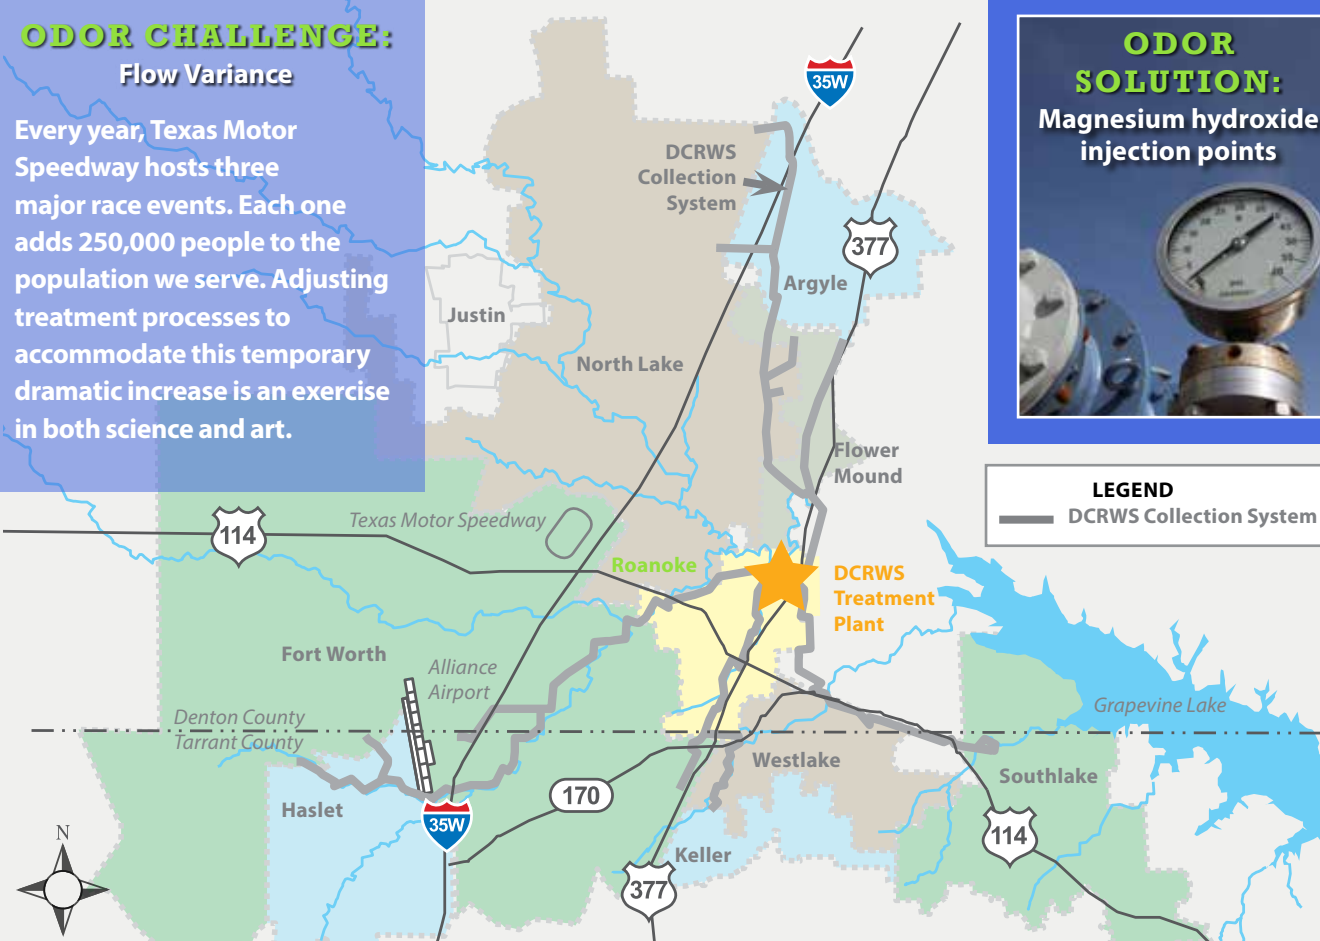 ODOR CHALLENGE:
Flow Variance
Every year, Texas Motor
Speedway hosts three
major race events. Each one
adds 250,000 people to the
population we serve. Adjusting
treatment processes to
accommodate this temporary
dramatic increase is an exercise
in both science and art.
ODOR
SOLUTION:
Magnesium hydroxide
injection points
LEGEND
DCRWS Collection System
35W
DCRWS
Collection
System
377
Argyle
Justin
North Lake
Flower
Mound
114
Texas Motor Speedway
Roanoke
DCRWS
Treatment
Plant
Fort Worth
Alliance
Airport
Denton County
Tarrant County
Grapevine Lake
Westlake
Southlake
Haslet
170
35W
114
Keller
377
N